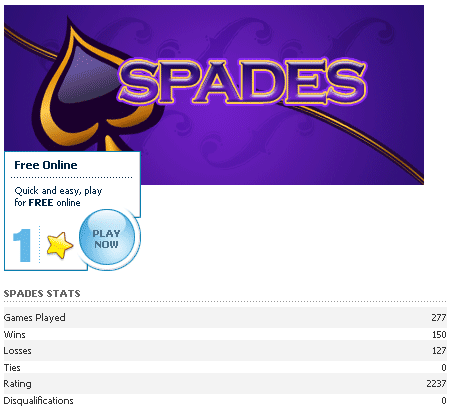 SPADES
Free Online
Quick and easy, play
for FREE online
1
PLAY
NOW
SPADES STATS
Games Played 277
Wins 150
Losses 127
Ties 0
Rating 2237
Disqualifications 0